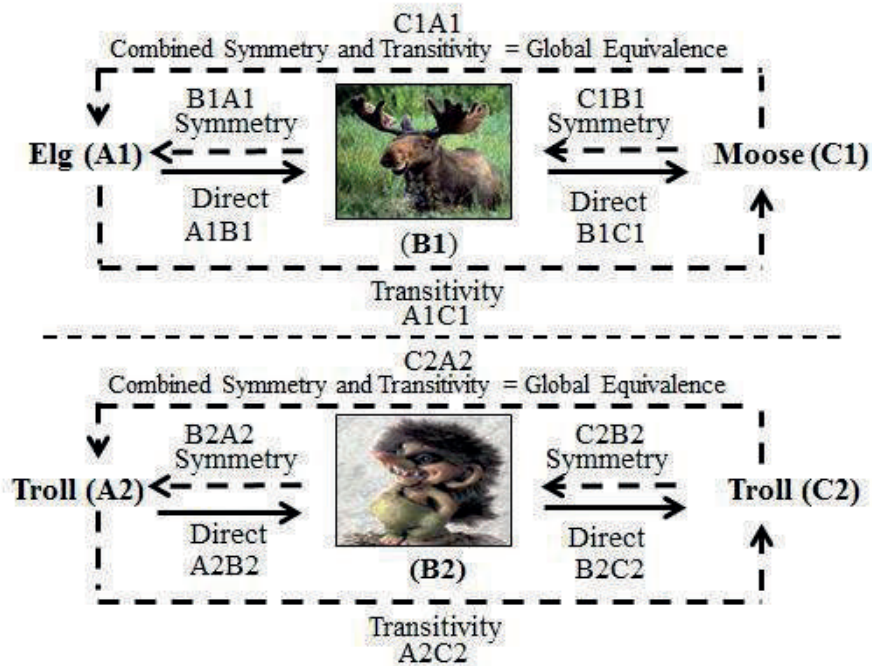 C1A1
Combined Symmetry and Transitivity = Global Equivalence
B1A1
Symmetry
C1B1
Symmetry
Elg (A1)
Moose (C1)
Direct
A1B1
Direct
B1C1
(B1)
Transitivity
A1C1
C2A2
Combined Symmetry and Transitivity = Global Equivalence
B2A2
Symmetry
C2B2
Symmetry
Troll (A2)
Troll (C2)
Direct
A2B2
Direct
B2C2
(B2)
Transitivity
A2C2